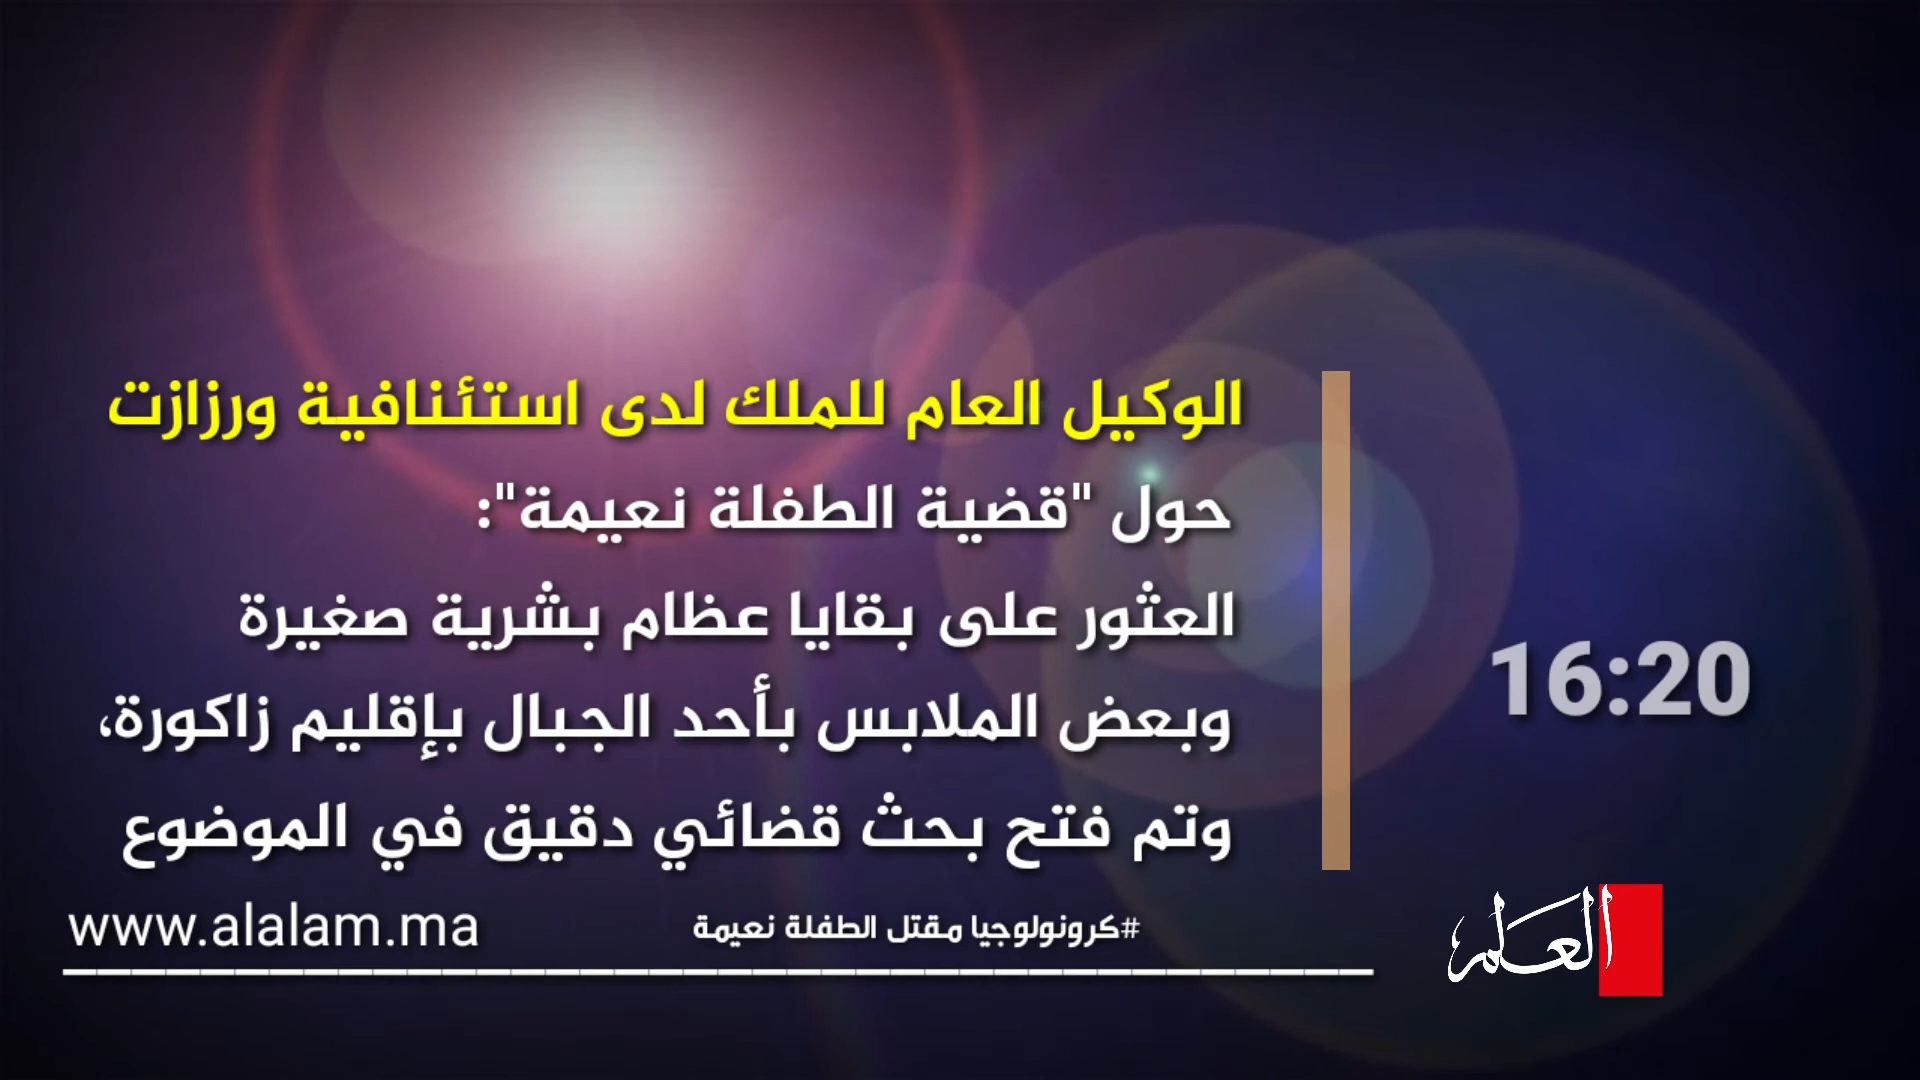 الوكيل العام للملك لدى استئنافية ورزازت
حول "قضية الطفلة نعيمة":
العثور على بقايا عظام بشرية صغيرة
وبعض الملابس بأحد الجبال بإقليم زاكورة،
وتم فتح بحث قضائي دقيق في الموضوع
16:20
#كرونولوجيا مقتل الطفلة نعيمة
www.alalam.ma
العلم